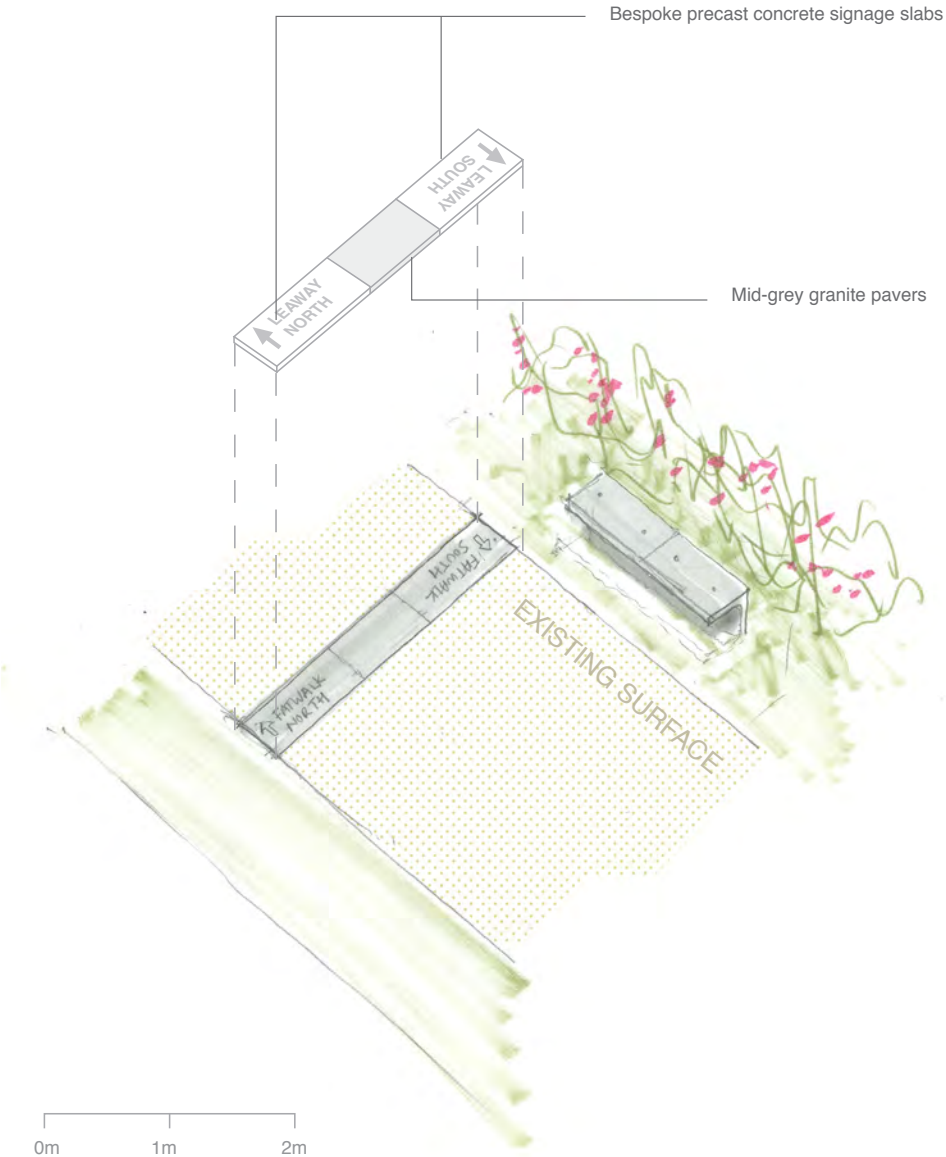 Bespoke precast concrete signage slabs
LEAWAY
SOUTH
Mid-grey granite pavers
LEAWAY
NORTH
FATWALK
SOUTH
EXISTING SURFACE
FATWALK
NORTH
0m
1m
2m